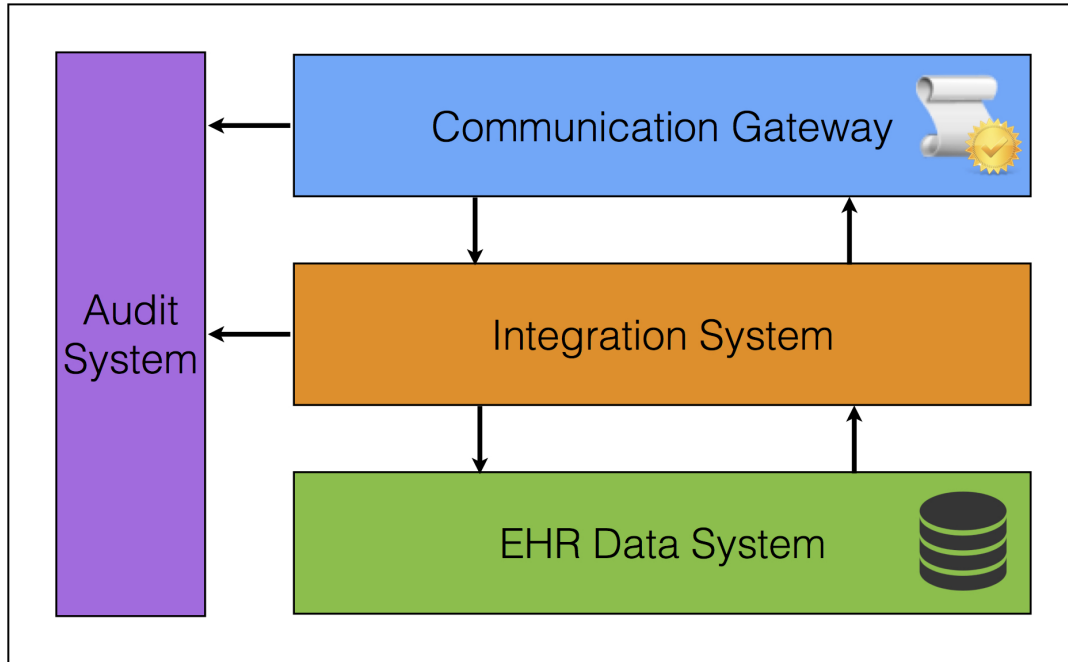 Communication Gateway
Audit
System
Integration System
EHR Data System